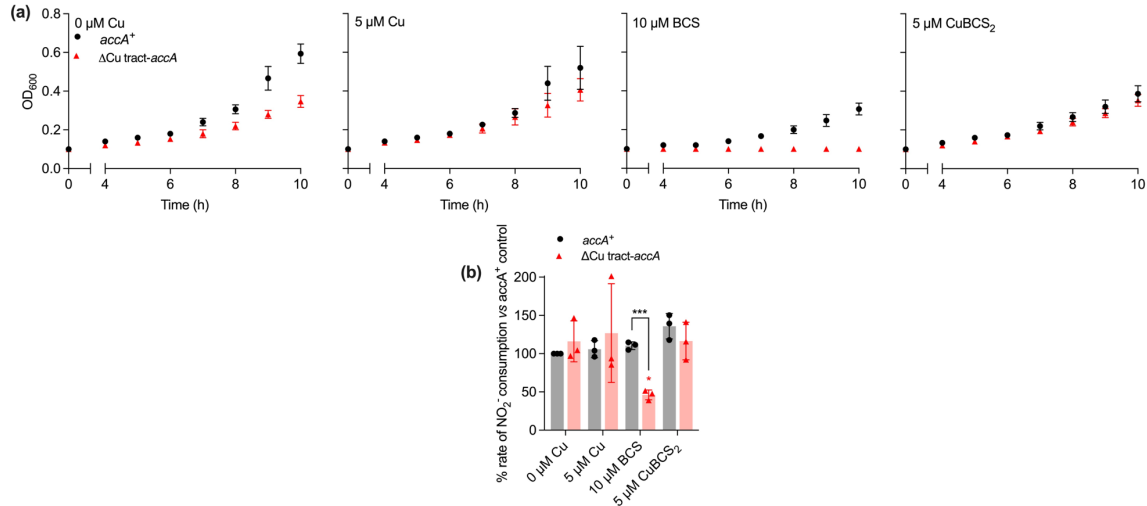 (a)
0 µM Cu
accA⁺
ΔCu tract-accA
OD₆₀₀
0.8
0.6
0.4
0.2
0.0
0 4 6 8 10
Time (h)
5 µM Cu
0 4 6 8 10
Time (h)
10 µM BCS
0 4 6 8 10
Time (h)
5 µM CuBCS₂
0 4 6 8 10
Time (h)
(b)
accA⁺
ΔCu tract-accA
% rate of NO₂⁻ consumption vs accA⁺ control
200
150
100
50
0
***
*
0 µM Cu
5 µM Cu
10 µM BCS
5 µM CuBCS₂